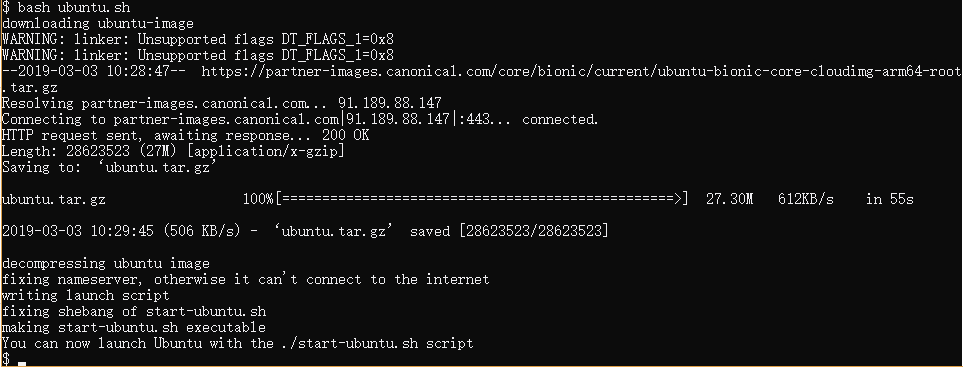 $ bash ubuntu.sh
downloading ubuntu-image
WARNING: linker: Unsupported flags DT_FLAGS_1=0x8
WARNING: linker: Unsupported flags DT_FLAGS_1=0x8
--2019-03-03 10:28:47--  https://partner-images.canonical.com/core/bionic/current/ubuntu-bionic-core-cloudimg-arm64-root
.tar.gz
Resolving partner-images.canonical.com... 91.189.88.147
Connecting to partner-images.canonical.com|91.189.88.147|:443... connected.
HTTP request sent, awaiting response... 200 OK
Length: 28623523 (27M) [application/x-gzip]
Saving to: ‘ubuntu.tar.gz’
ubuntu.tar.gz 100%[==================================================>] 27.30M 612KB/s in 55s
2019-03-03 10:29:45 (506 KB/s) - ‘ubuntu.tar.gz’ saved [28623523/28623523]
decompressing ubuntu image
fixing nameserver, otherwise it can't connect to the internet
writing launch script
fixing shebang of start-ubuntu.sh
making start-ubuntu.sh executable
You can now launch Ubuntu with the ./start-ubuntu.sh script
$